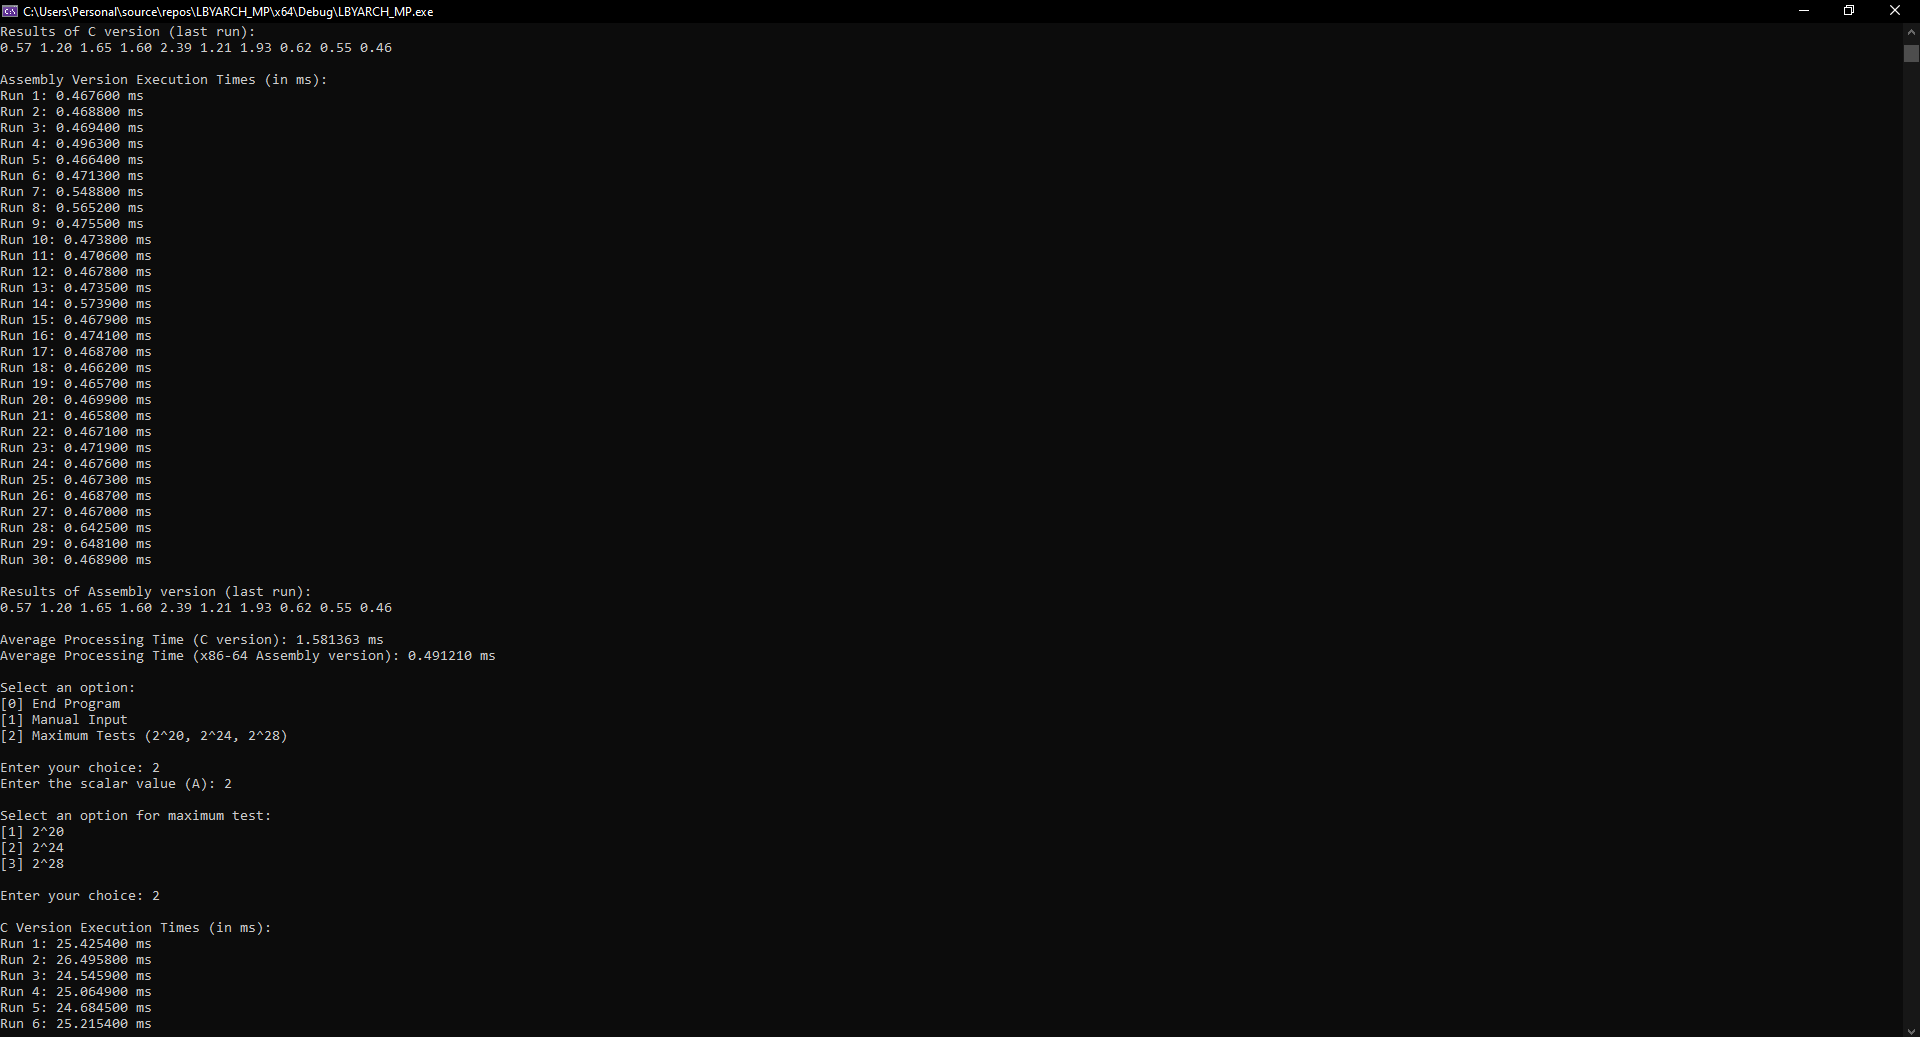 C:\Users\Personal\source\repos\LBYARCH_MP\x64\Debug\LBYARCH_MP.exe
Results of C version (last run):
0.57 1.20 1.65 1.60 2.39 1.21 1.93 0.62 0.55 0.46
Assembly Version Execution Times (in ms):
Run 1: 0.467600 ms
Run 2: 0.468800 ms
Run 3: 0.469400 ms
Run 4: 0.496300 ms
Run 5: 0.466400 ms
Run 6: 0.471300 ms
Run 7: 0.548800 ms
Run 8: 0.565200 ms
Run 9: 0.475500 ms
Run 10: 0.473800 ms
Run 11: 0.470600 ms
Run 12: 0.467800 ms
Run 13: 0.473500 ms
Run 14: 0.573900 ms
Run 15: 0.467900 ms
Run 16: 0.474100 ms
Run 17: 0.468700 ms
Run 18: 0.466200 ms
Run 19: 0.465700 ms
Run 20: 0.469900 ms
Run 21: 0.465800 ms
Run 22: 0.467100 ms
Run 23: 0.471900 ms
Run 24: 0.467600 ms
Run 25: 0.467300 ms
Run 26: 0.468700 ms
Run 27: 0.467000 ms
Run 28: 0.642500 ms
Run 29: 0.648100 ms
Run 30: 0.468900 ms
Results of Assembly version (last run):
0.57 1.20 1.65 1.60 2.39 1.21 1.93 0.62 0.55 0.46
Average Processing Time (C version): 1.581363 ms
Average Processing Time (x86-64 Assembly version): 0.491210 ms
Select an option:
[0] End Program
[1] Manual Input
[2] Maximum Tests (2^20, 2^24, 2^28)
Enter your choice: 2
Enter the scalar value (A): 2
Select an option for maximum test:
[1] 2^20
[2] 2^24
[3] 2^28
Enter your choice: 2
C Version Execution Times (in ms):
Run 1: 25.425400 ms
Run 2: 26.495800 ms
Run 3: 24.545900 ms
Run 4: 25.064900 ms
Run 5: 24.684500 ms
Run 6: 25.215400 ms